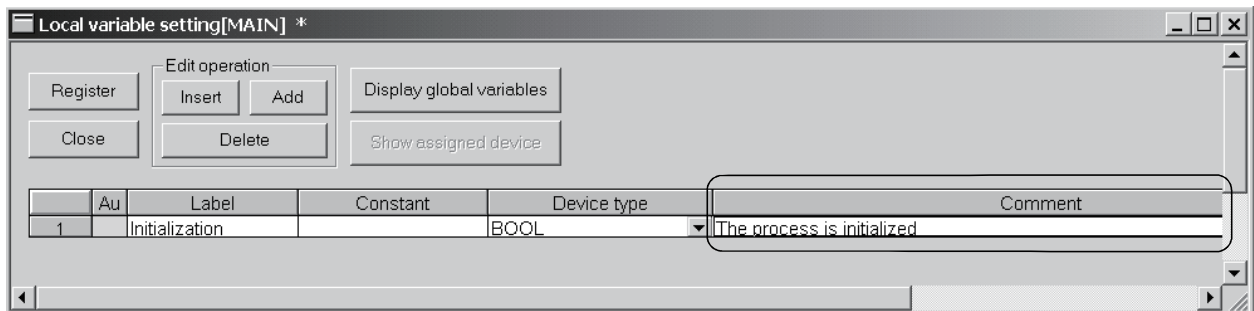 Local variable setting[MAIN] *
Edit operation
Register
Insert
Add
Display global variables
Close
Delete
Show assigned device
Au
Label
Constant
Device type
Comment
1
Initialization
BOOL
The process is initialized